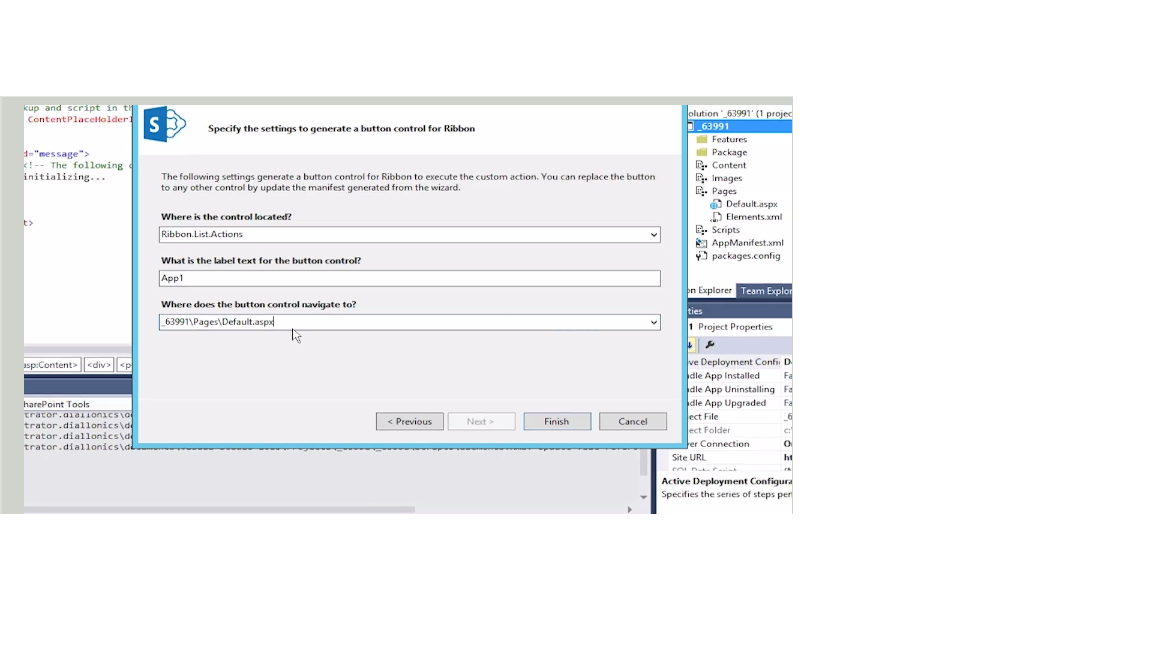 kup and script in th
ContentPlaceHolder
d="message">
<!-- The following
initializing...
t>
S
Specify the settings to generate a button control for Ribbon
The following settings generate a button control for Ribbon to execute the custom action. You can replace the button
to any other control by update the manifest generated from the wizard.
Where is the control located?
Ribbon.List.Actions
What is the label text for the button control?
App1
Where does the button control navigate to?
_63991\Pages\Default.aspx
< Previous
Next >
Finish
Cancel
olution '_63991' (1 projec
_63991
Features
Package
Content
Images
Pages
Default.aspx
Elements.xml
Scripts
AppManifest.xml
packages.config
on Explorer
Team Explor
ties
1 Project Properties
ve Deployment Confi D
dle App Installed Fa
dle App Uninstalling Fa
dle App Upgraded Fa
ect File _6
ect Folder c:
ver Connection O
Site URL ht
Active Deployment Configura
Specifies the series of steps per
asp:Content>
<div>
<p
harePoint Tools
trator.diallonics\d
trator.diallonics\d
trator.diallonics\d